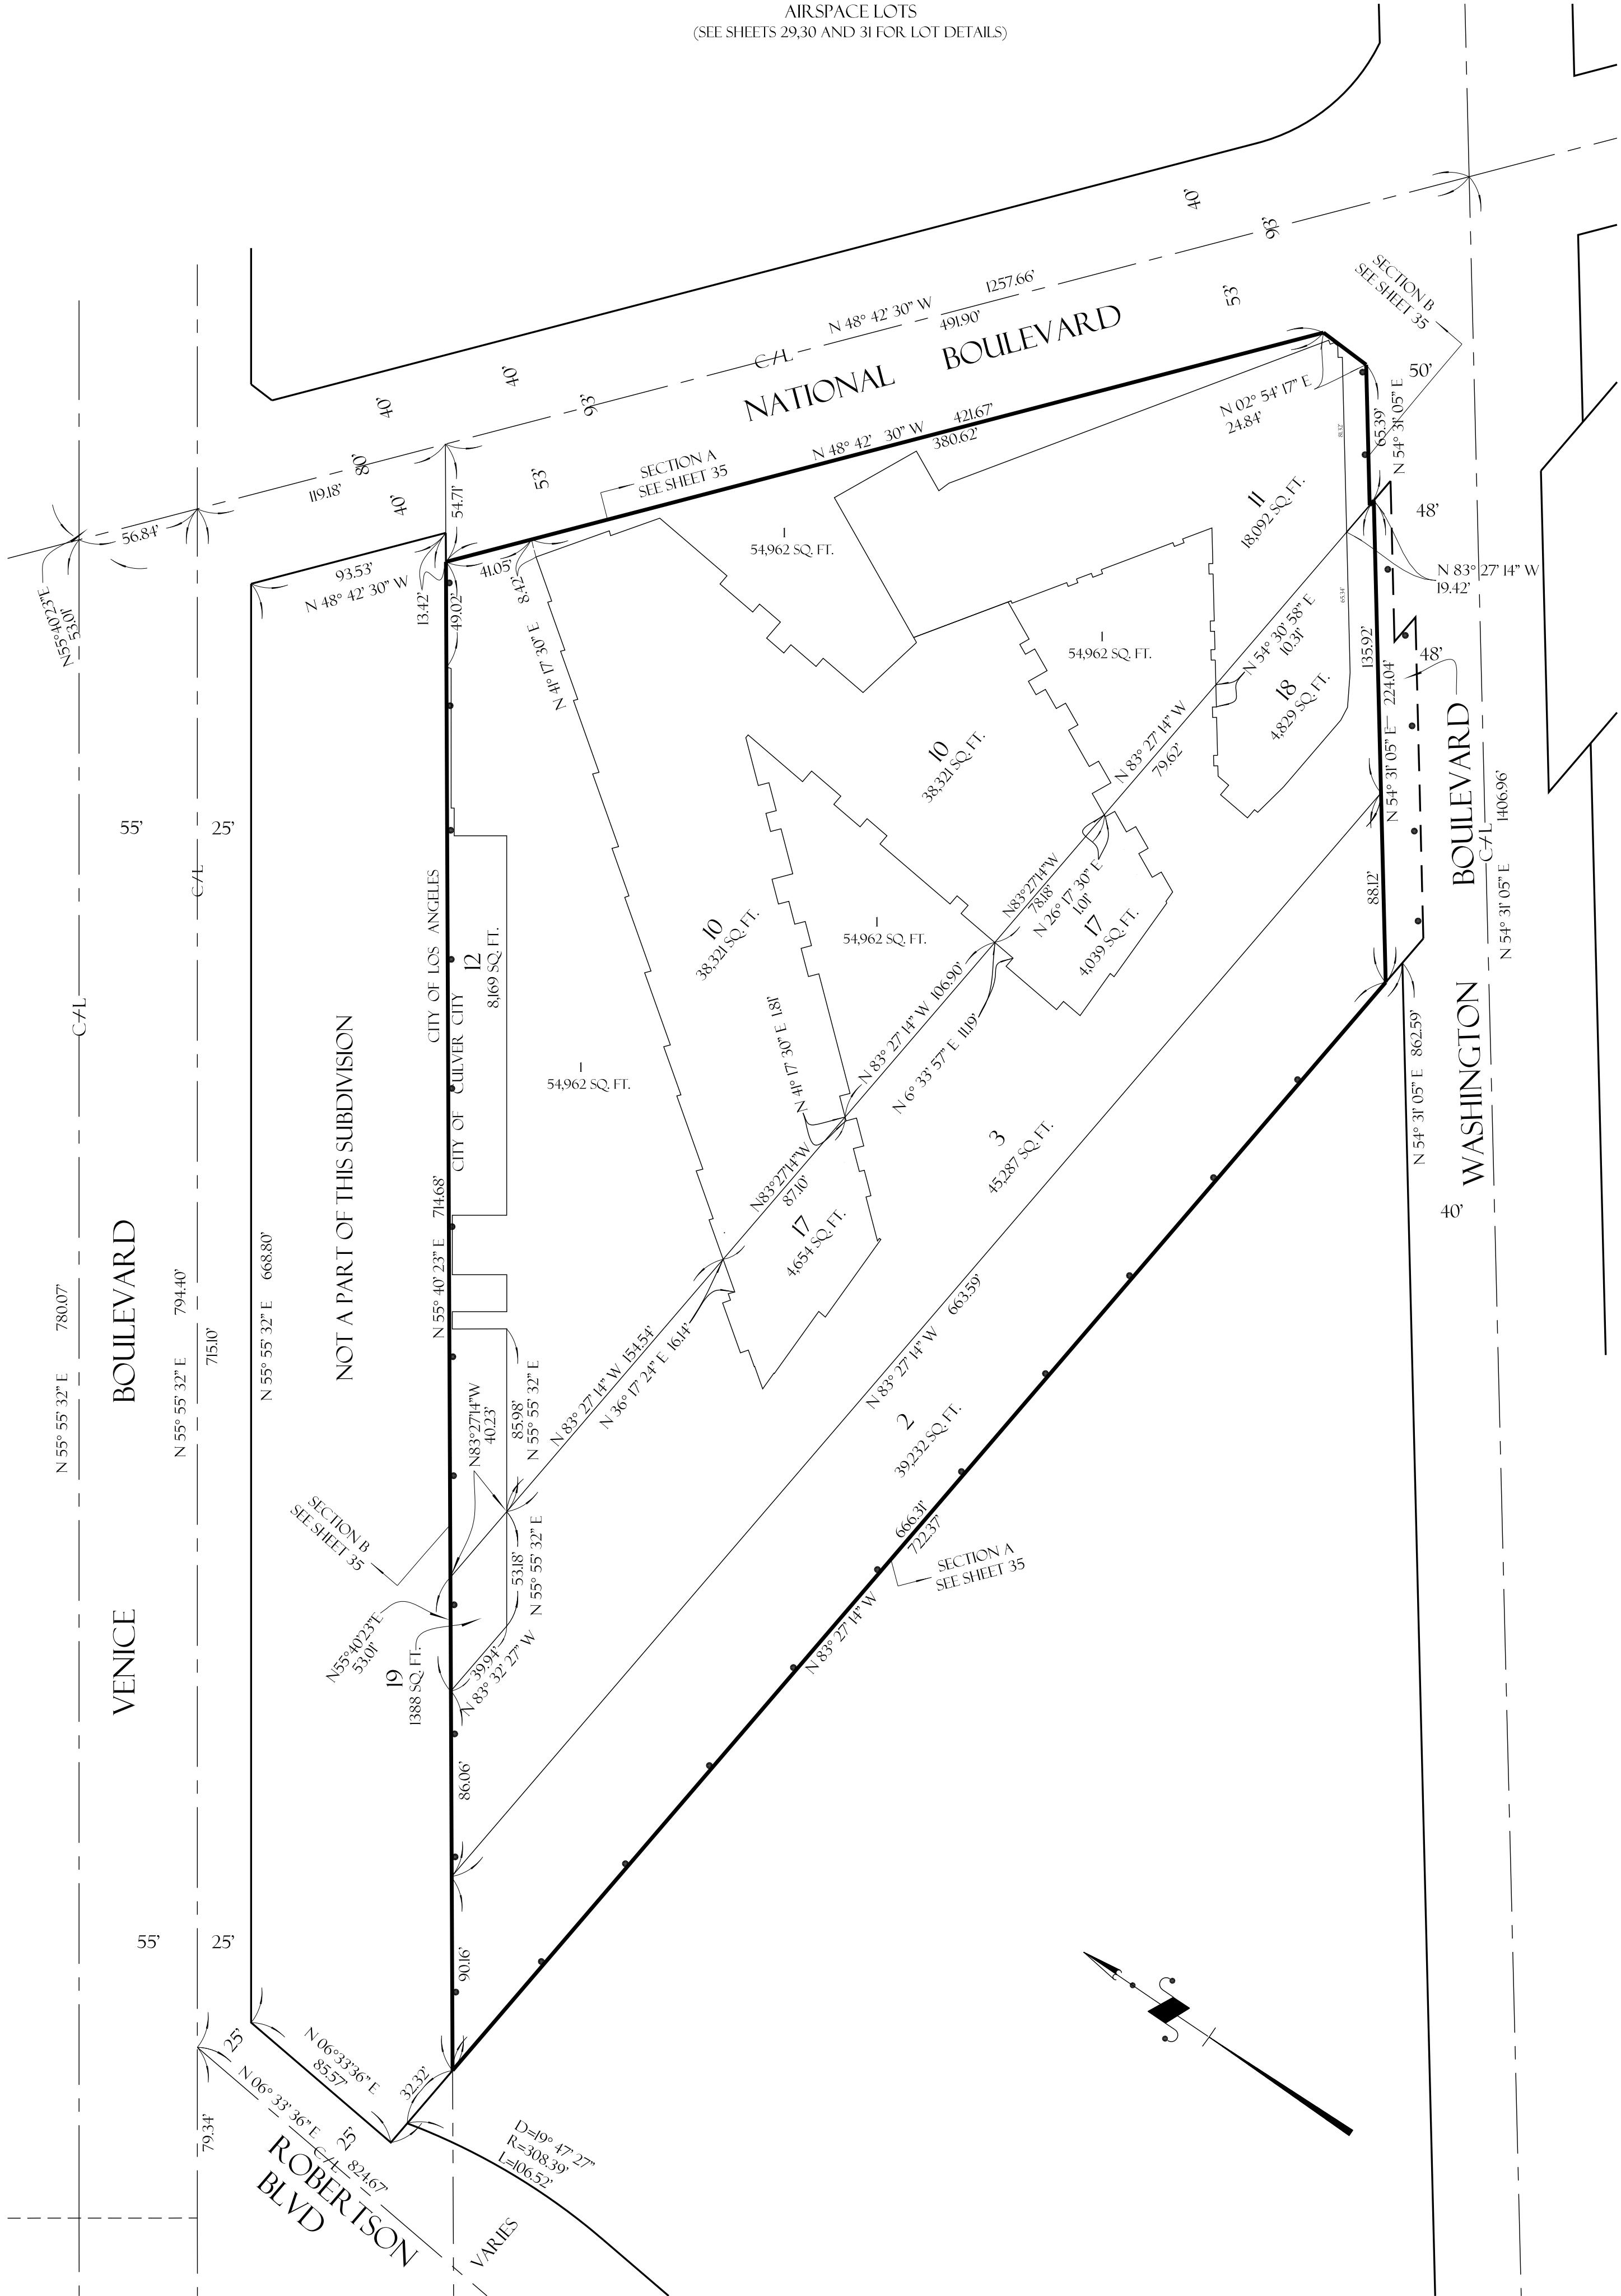 AIRSPACE LOTS
(SEE SHEETS 29,30 AND 31 FOR LOT DETAILS)
40'
93'
53'
1257.66'
N 48° 42' 30" W
491.90'
C/L
NATIONAL BOULEVARD
SECTION B
SEE SHEET 35
50'
40'
93'
40'
80'
119.18'
40'
54.71'
53'
56.84'
N55°40'23"E
53.01'
93.53'
N 48° 42' 30" W
13.42'
49.02'
41.05'
8.42'
N 41° 17' 30" E
SECTION A
SEE SHEET 35
421.67'
N 48° 42' 30" W
380.62'
N 02° 54' 17" E
24.84'
65.39'
N 54° 31' 05" E
48'
N 83° 27' 14" W
19.42'
48'
1
54,962 SQ. FT.
11
18,092 SQ. FT.
1
54,962 SQ. FT.
N 54° 30' 58" E
10.31'
18
4,829 SQ. FT.
135.92'
N 54° 31' 05" E 224.04'
88.12'
10
38,321 SQ. FT.
N 83° 27' 14" W
79.62'
10
38,321 SQ. FT.
1
54,962 SQ. FT.
N83°27'14"W
78.18'
N 26° 17' 30" E
1.01'
17
4,039 SQ. FT.
N 41° 17' 30" E 1.81'
N 83° 27' 14" W 106.90'
N 6° 33' 57" E 11.19'
55'
25'
C/L
C/L
CITY OF LOS ANGELES
CITY OF CULVER CITY
12
8,169 SQ. FT.
1
54,962 SQ. FT.
NOT A PART OF THIS SUBDIVISION
N 55° 40' 23" E 714.68'
N83°27'14"W
87.10'
17
4,654 SQ. FT.
3
45,287 SQ. FT.
N 83° 27' 14" W 663.59'
2
39,232 SQ. FT.
666.31'
722.37'
N 83° 27' 14" W
SECTION A
SEE SHEET 35
N 83° 27' 14" W 154.54'
N 36° 17' 24" E 16.14'
N83°27'14"W
40.23'
85.98'
N 55° 55' 32" E
53.18'
N 55° 55' 32" E
SECTION B
SEE SHEET 35
N55°40'23"E
53.01'
19
1388 SQ. FT.
39.94'
N 83° 32' 27" W
86.06'
90.16'
VENICE BOULEVARD
N 55° 55' 32" E 780.07'
N 55° 55' 32" E 794.40'
715.10'
N 55° 55' 32" E 668.80'
WASHINGTON BOULEVARD
C/L
N 54° 31' 05" E 1406.96'
N 54° 31' 05" E 862.59'
40'
55'
25'
25'
N 06°33'36" E
85.57'
N 06° 33' 36" E
C/L
824.67'
25'
79.34'
32.32'
ROBERTSON
BLVD
D=19° 47' 27"
R=308.39'
L=106.52'
VARIES